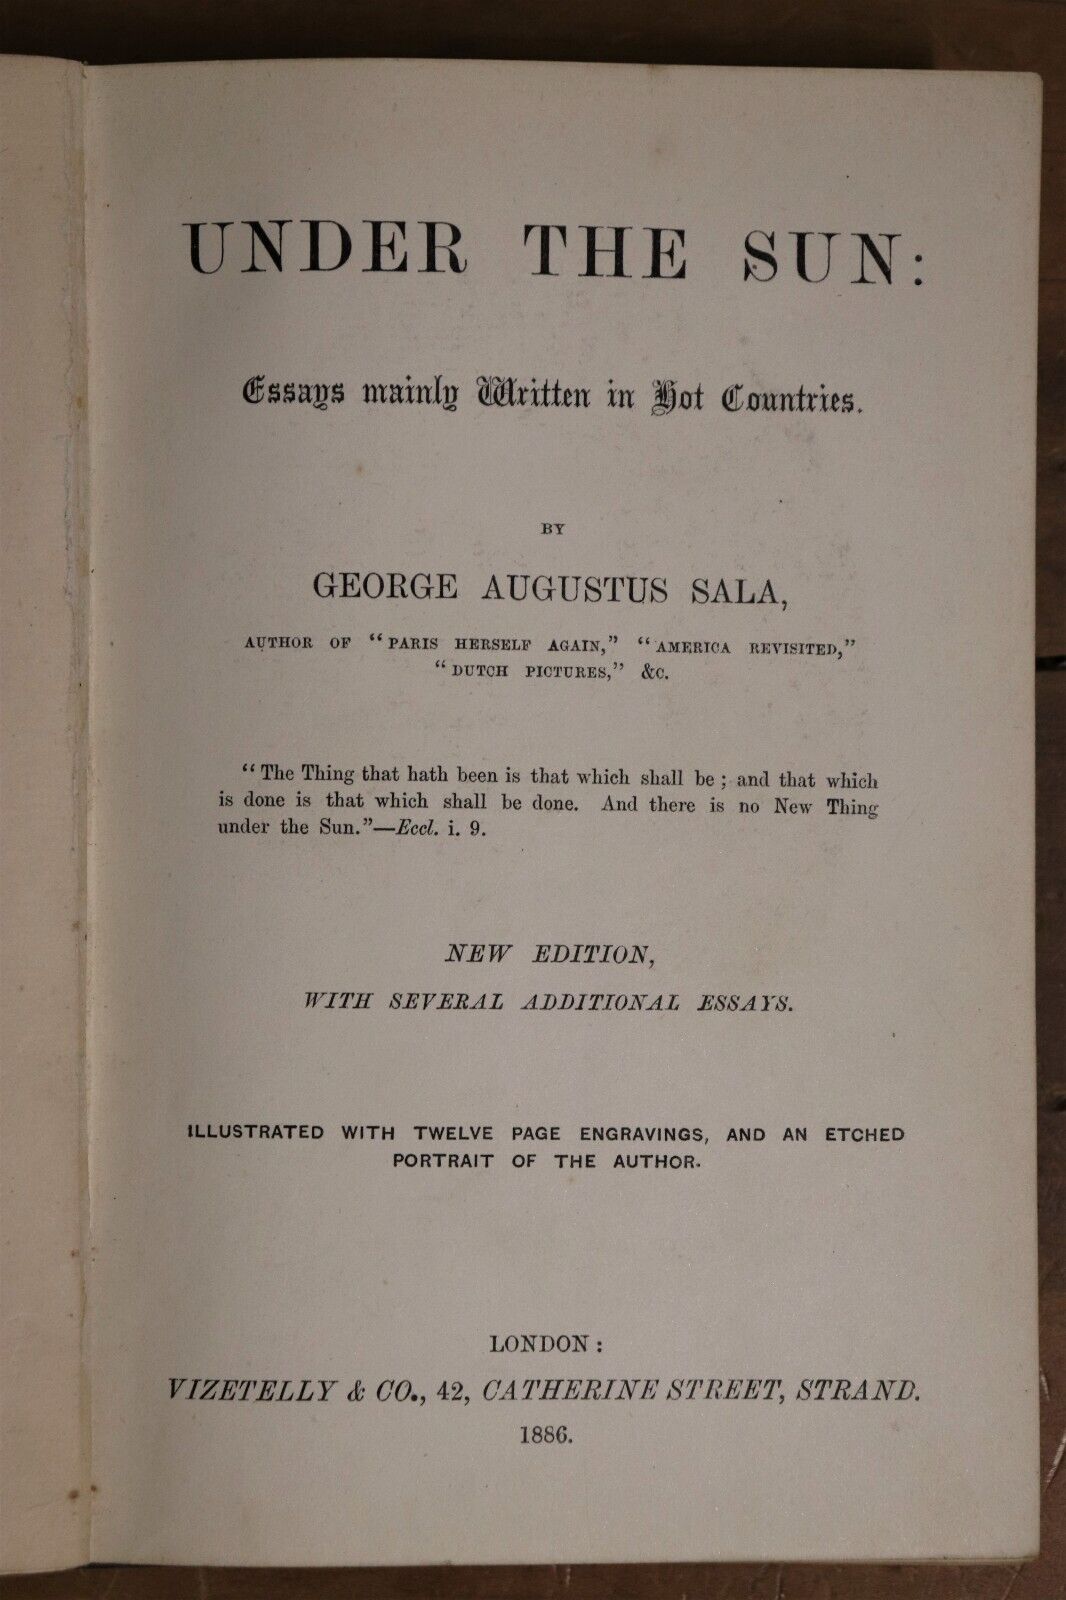 UNDER THE SUN:
Essays mainly Written in Hot Countries.
BY
GEORGE AUGUSTUS SALA,
AUTHOR OF "PARIS HERSELF AGAIN," "AMERICA REVISITED,"
"DUTCH PICTURES," &C.
"The Thing that hath been is that which shall be; and that which
is done is that which shall be done. And there is no New Thing
under the Sun."—Eccl. i. 9.
NEW EDITION,
WITH SEVERAL ADDITIONAL ESSAYS.
ILLUSTRATED WITH TWELVE PAGE ENGRAVINGS, AND AN ETCHED
PORTRAIT OF THE AUTHOR.
LONDON:
VIZETELLY & CO., 42, CATHERINE STREET, STRAND.
1886.